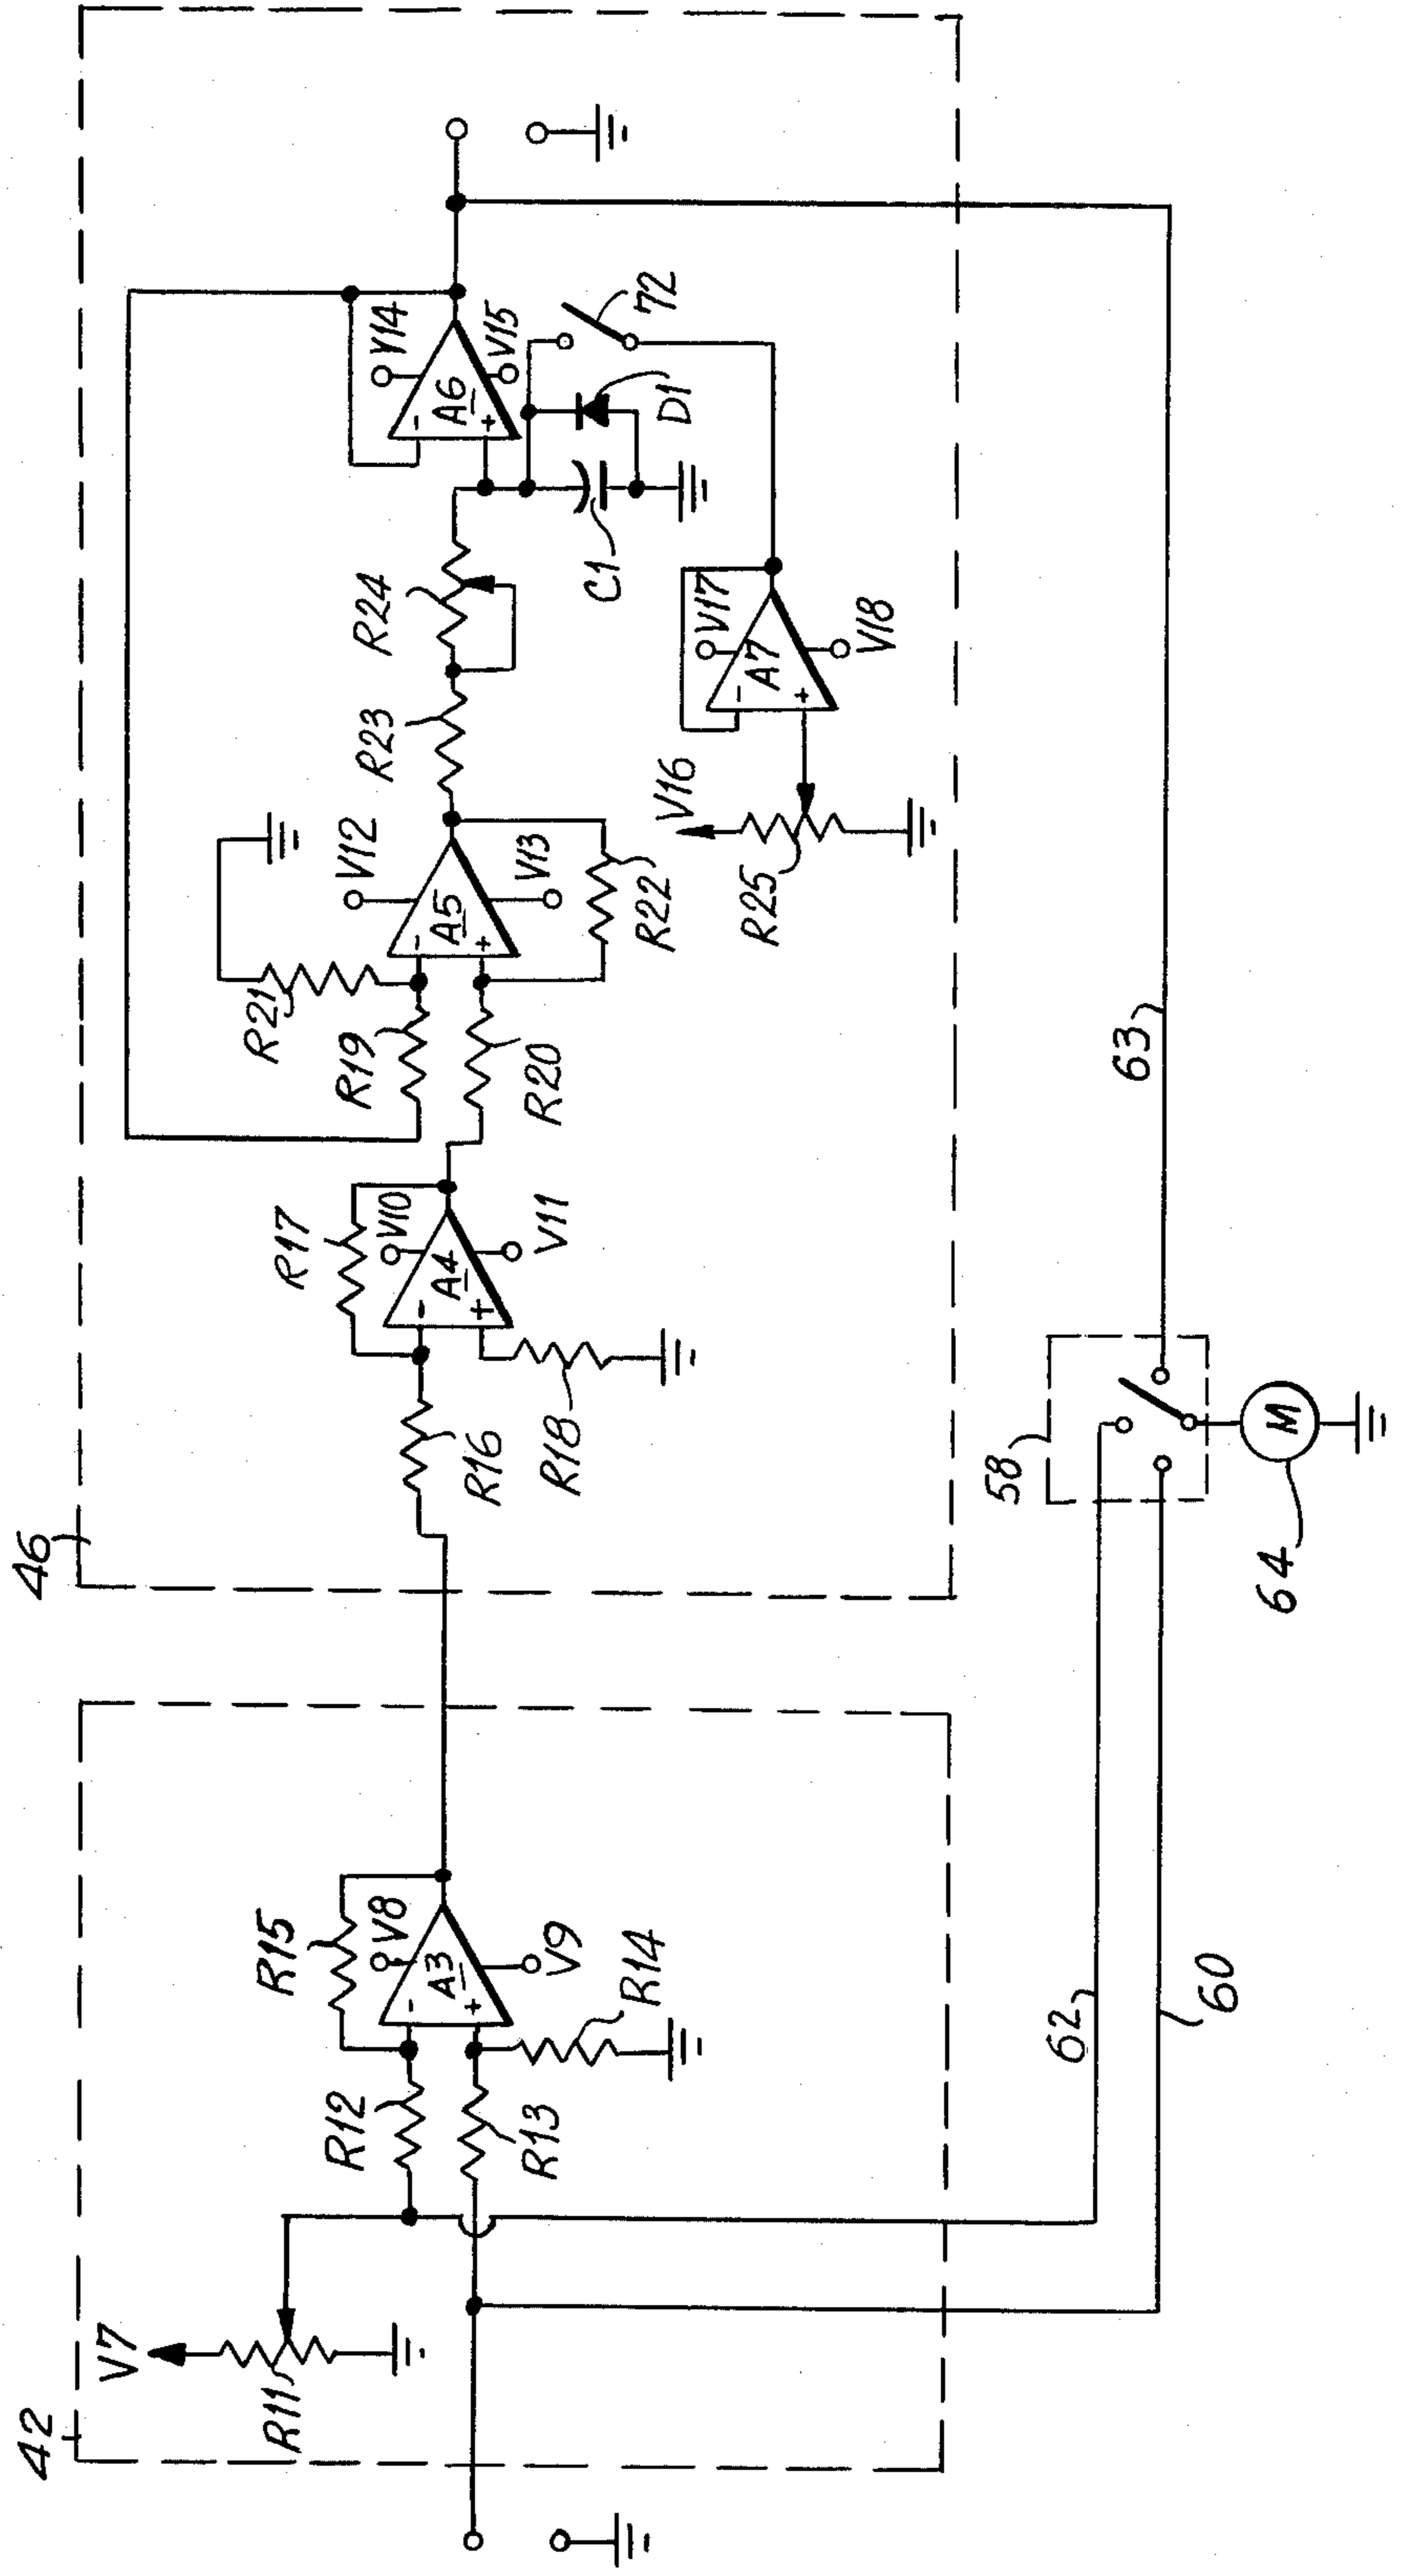 42
V7
R11
R12
R13
R15
V8
A3
V9
R14
-
+
46
R16
R17
V10
A4
V11
R18
-
+
R19
R20
R21
V12
A5
V13
R22
-
+
R23
R24
V14
A6
V15
-
+
C1
D1
72
V16
R25
V17
A7
V18
-
+
62
60
58
63
M
64